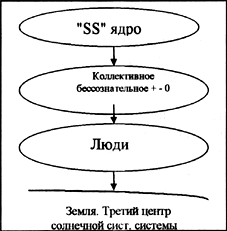 "SS" ядро
Коллективное
бессознательное + - 0
Люди
Земля. Третий центр
солнечной сист. системы